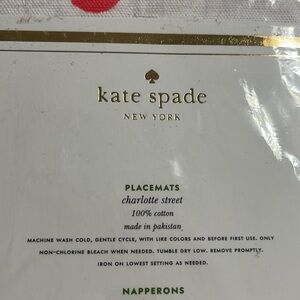 kate spade
NEW YORK
PLACEMATS
charlotte street
100% cotton
made in pakistan
MACHINE WASH COLD, GENTLE CYCLE, WITH LIKE COLORS AND BEFORE FIRST USE. ONLY
NON-CHLORINE BLEACH WHEN NEEDED. TUMBLE DRY LOW. REMOVE PROMPTLY.
IRON ON LOWEST SETTING AS NEEDED.
NAPPERONS